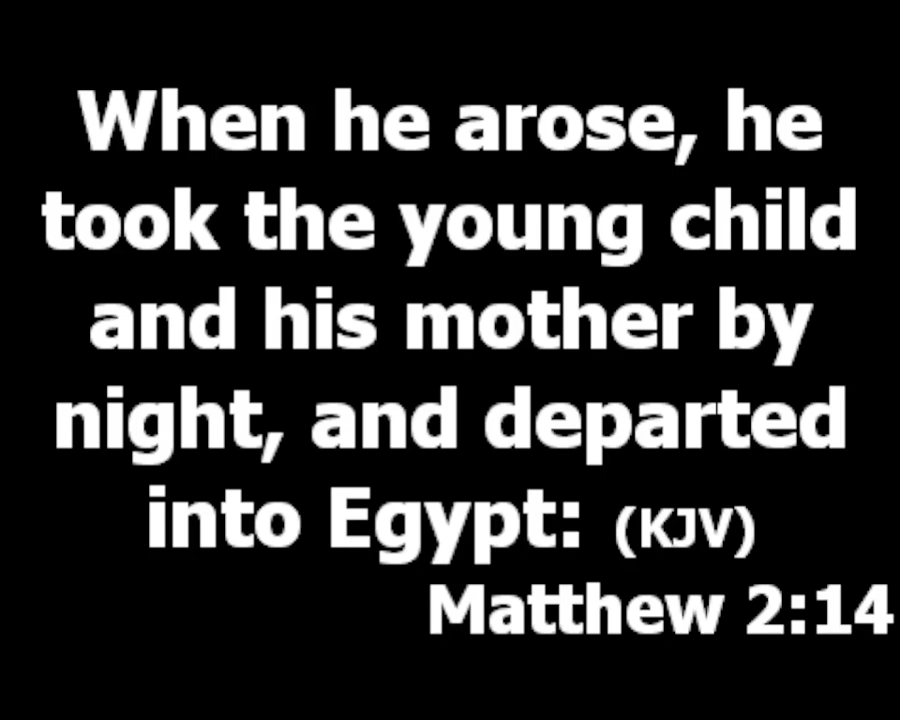 When he arose, he
took the young child
and his mother by
night, and departed
into Egypt: (KJV)
Matthew 2:14